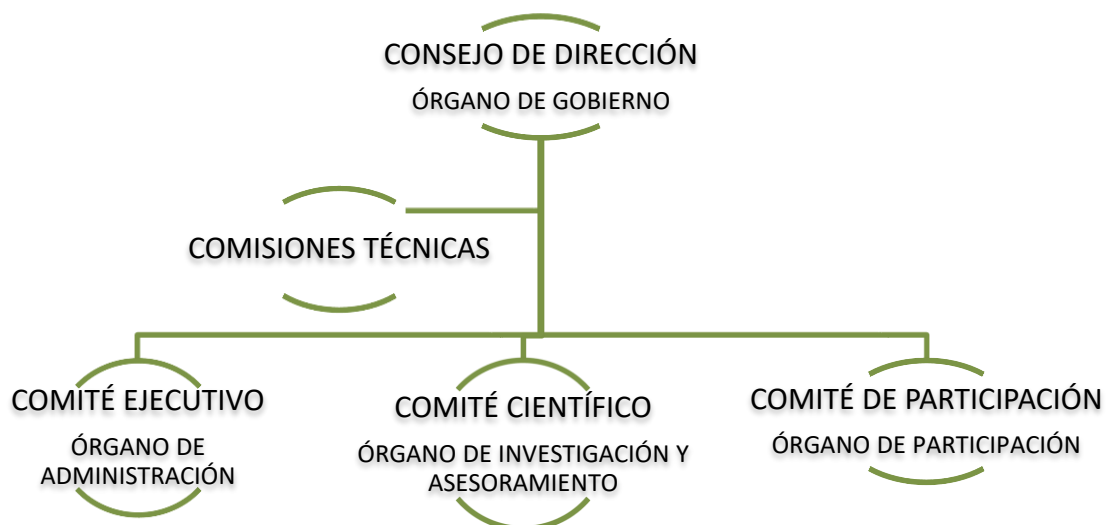 CONSEJO DE DIRECCIÓN
ÓRGANO DE GOBIERNO
COMISIONES TÉCNICAS
COMITÉ EJECUTIVO
ÓRGANO DE
ADMINISTRACIÓN
COMITÉ CIENTÍFICO
ÓRGANO DE INVESTIGACIÓN Y
ASESORAMIENTO
COMITÉ DE PARTICIPACIÓN
ÓRGANO DE PARTICIPACIÓN